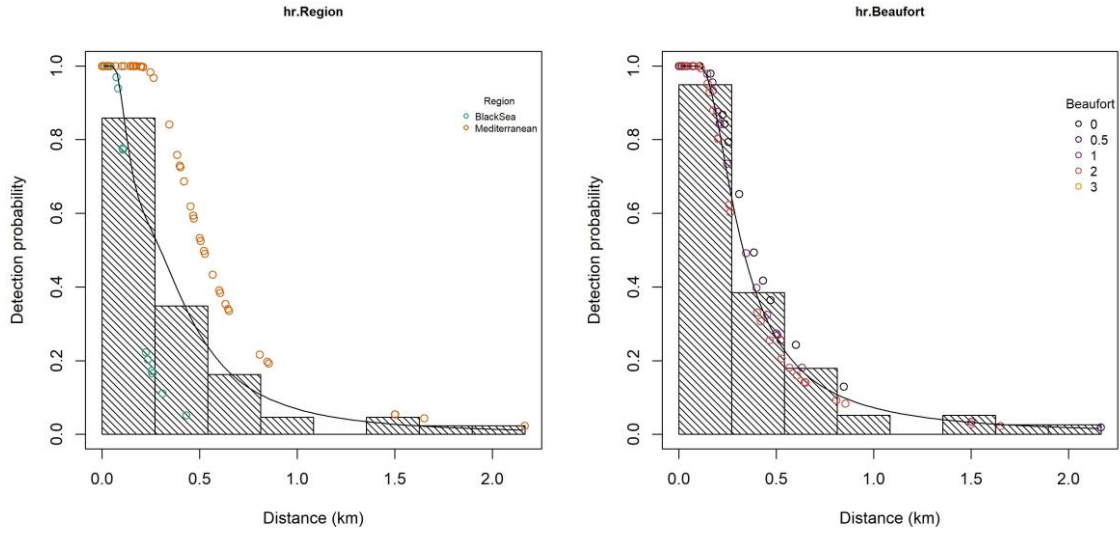 hr.Region
Detection probability
1.0
0.8
0.6
0.4
0.2
0.0
Region
BlackSea
Mediterranean
0.0 0.5 1.0 1.5 2.0
Distance (km)
hr.Beaufort
Detection probability
1.0
0.8
0.6
0.4
0.2
0.0
Beaufort
0
0.5
1
2
3
0.0 0.5 1.0 1.5 2.0
Distance (km)